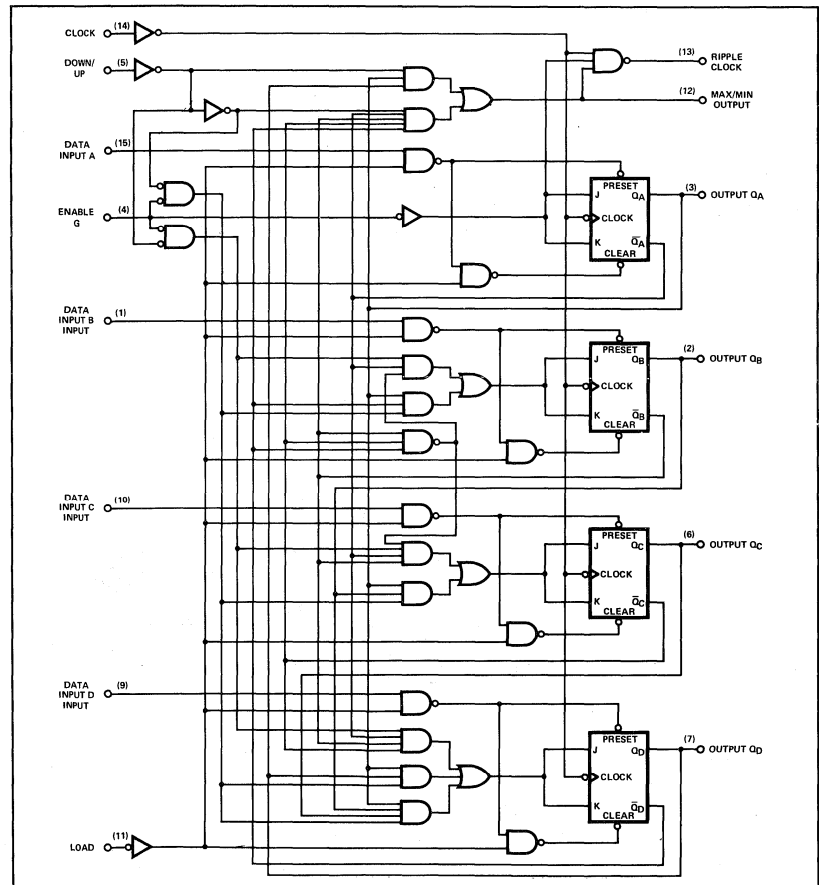 CLOCK (14)
(13) RIPPLE
CLOCK
DOWN/
UP (5)
(12) MAX/MIN
OUTPUT
DATA
INPUT A (15)
PRESET
J QA (3) OUTPUT QA
CLOCK
K Q̅A
CLEAR
ENABLE
G (4)
DATA
INPUT B
INPUT (1)
PRESET
J QB (2) OUTPUT QB
CLOCK
K Q̅B
CLEAR
DATA
INPUT C
INPUT (10)
PRESET
J QC (6) OUTPUT QC
CLOCK
K Q̅C
CLEAR
DATA
INPUT D
INPUT (9)
PRESET
J QD (7) OUTPUT QD
CLOCK
K Q̅D
CLEAR
LOAD (11)